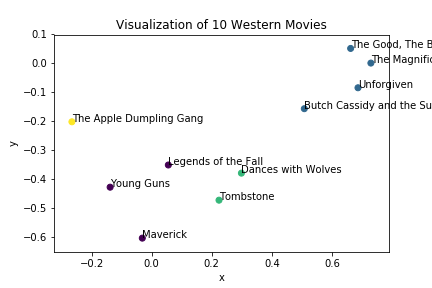 Visualization of 10 Western Movies
0.1
0.0
−0.1
−0.2
−0.3
−0.4
−0.5
−0.6
y
The Good, The B
The Magnific
Unforgiven
Butch Cassidy and the Su
The Apple Dumpling Gang
Legends of the Fall
Dances with Wolves
Young Guns
Tombstone
Maverick
−0.2
0.0
0.2
0.4
0.6
x